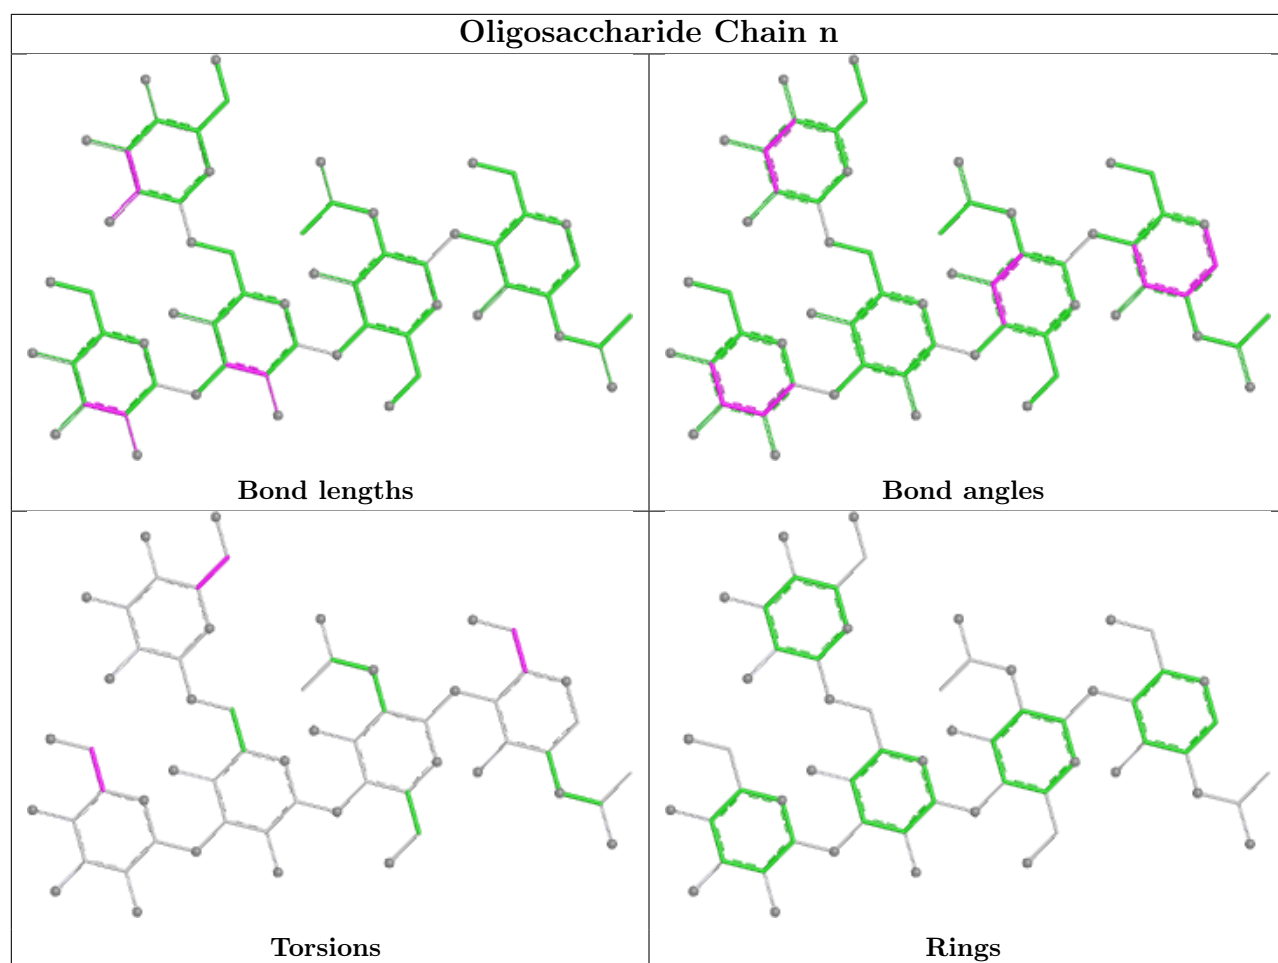 Oligosaccharide Chain n
Bond lengths
Bond angles
Torsions
Rings